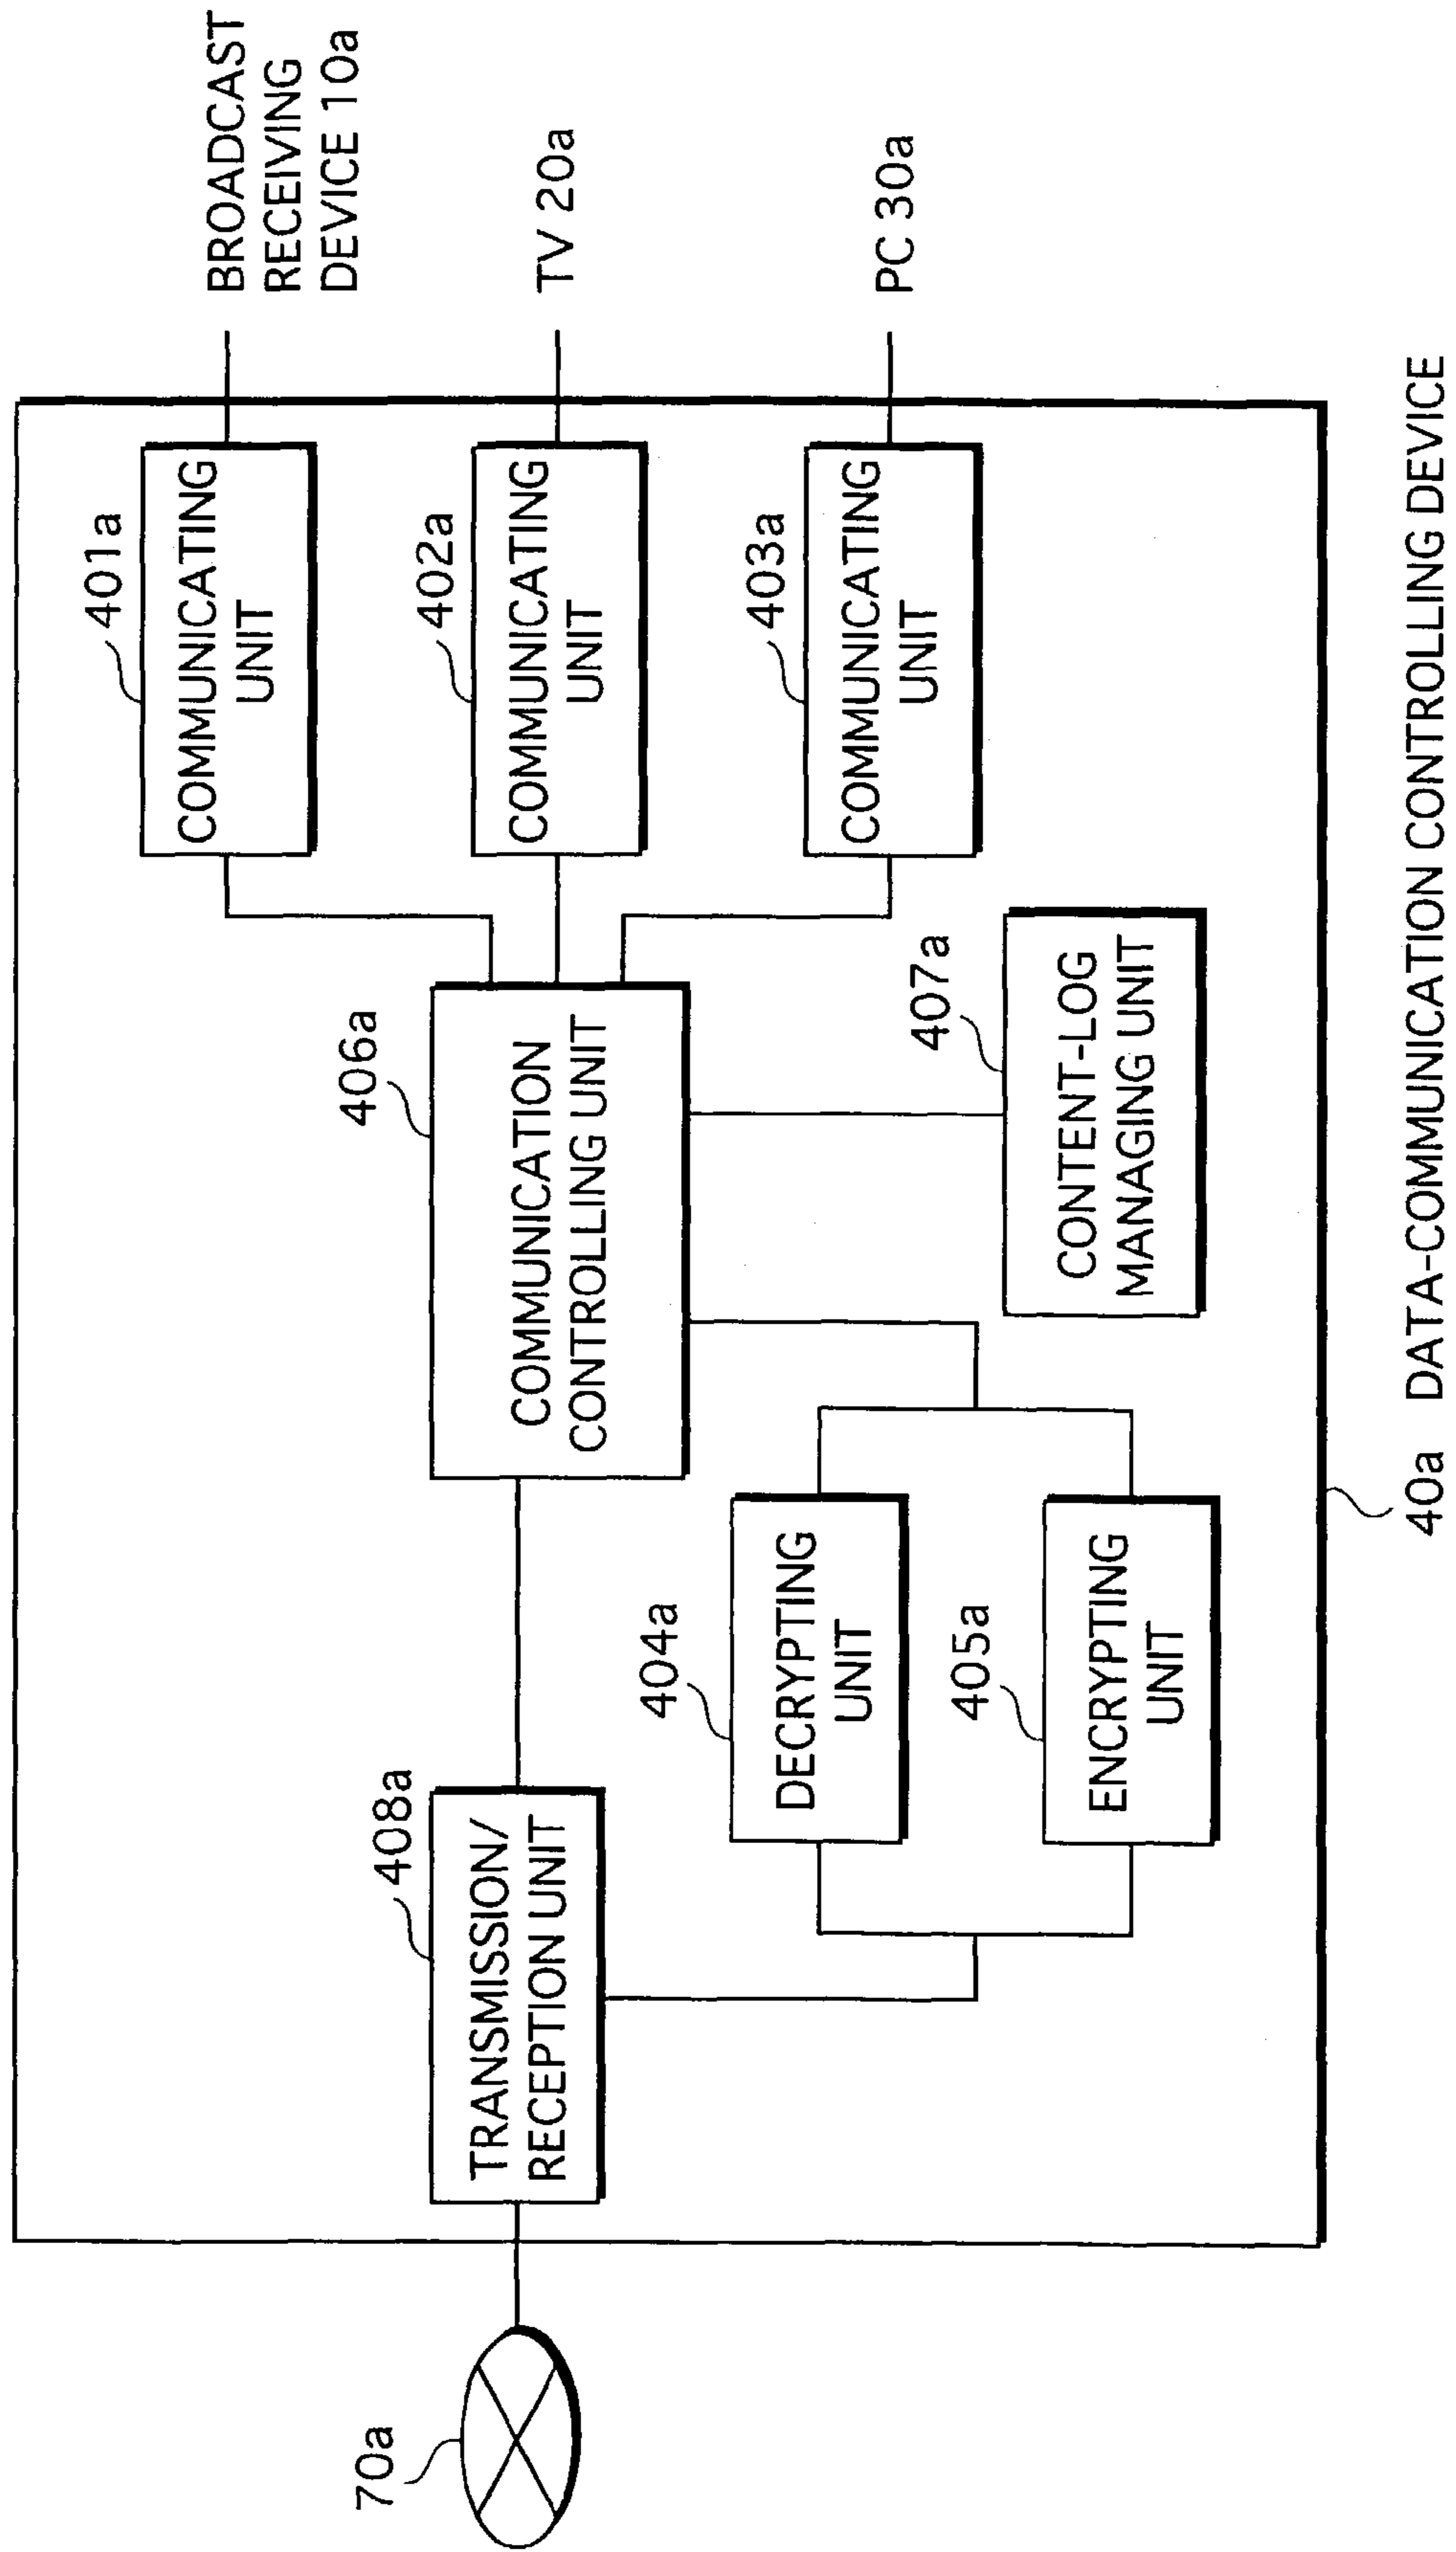 BROADCAST
RECEIVING
DEVICE 10a
401a
COMMUNICATING
UNIT
402a
COMMUNICATING
UNIT
TV 20a
406a
COMMUNICATION
CONTROLLING UNIT
403a
COMMUNICATING
UNIT
PC 30a
70a
408a
TRANSMISSION/
RECEPTION UNIT
404a
DECRYPTING
UNIT
405a
ENCRYPTING
UNIT
407a
CONTENT-LOG
MANAGING UNIT
40a DATA-COMMUNICATION CONTROLLING DEVICE